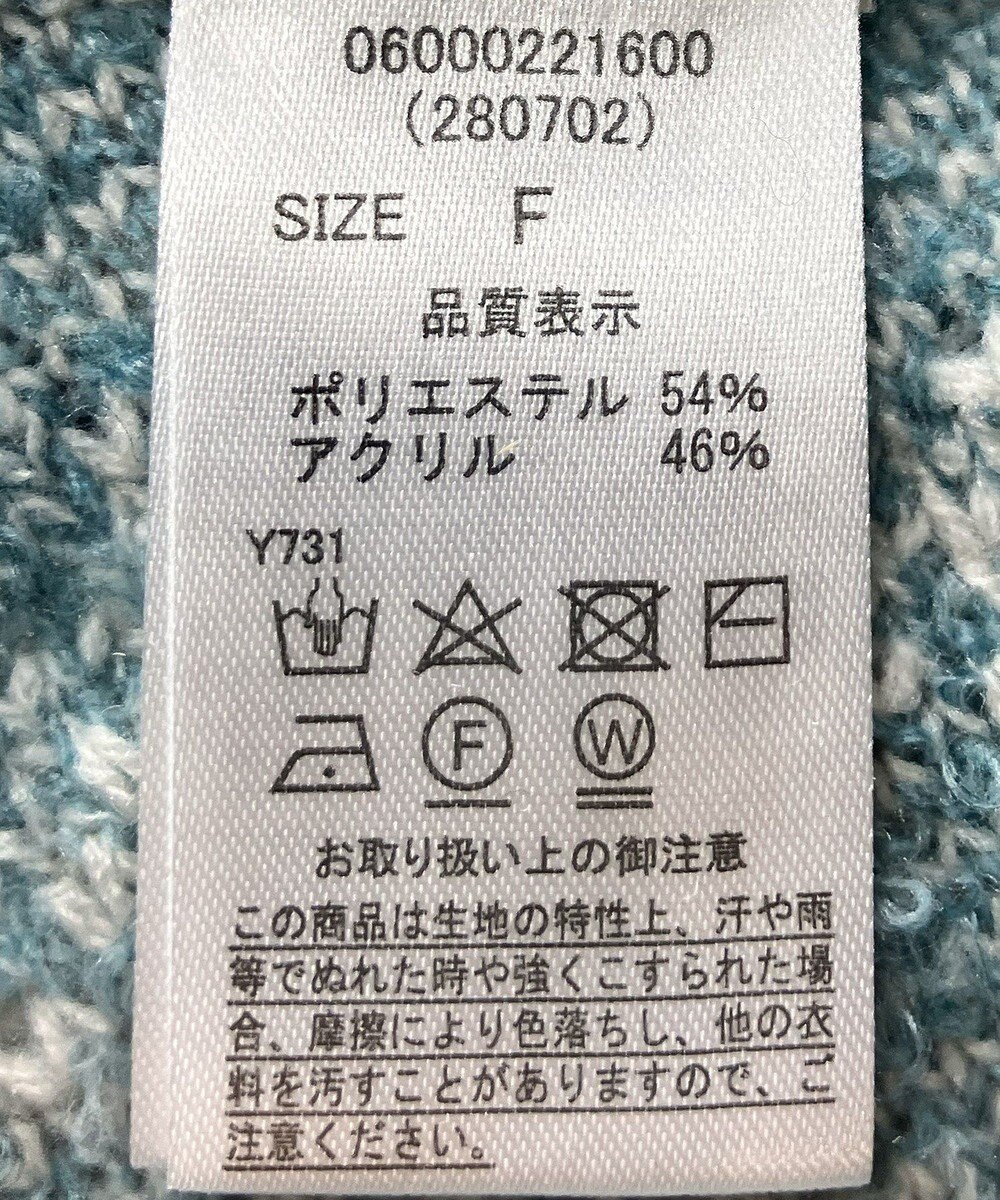 06000221600
(280702)
SIZE F
品質表示
ポリエステル 54%
アクリル 46%
Y731
F W
お取り扱い上の御注意
この商品は生地の特性上、汗や雨
等でぬれた時や強くこすられた場
合、摩擦により色落ちし、他の衣
料を汚すことがありますので、ご
注意ください。